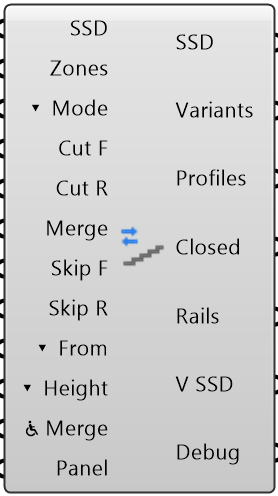 SSD
Zones
Mode
Cut F
Cut R
Merge
Skip F
Skip R
From
Height
Merge
Panel
SSD
Variants
Profiles
Closed
Rails
V SSD
Debug